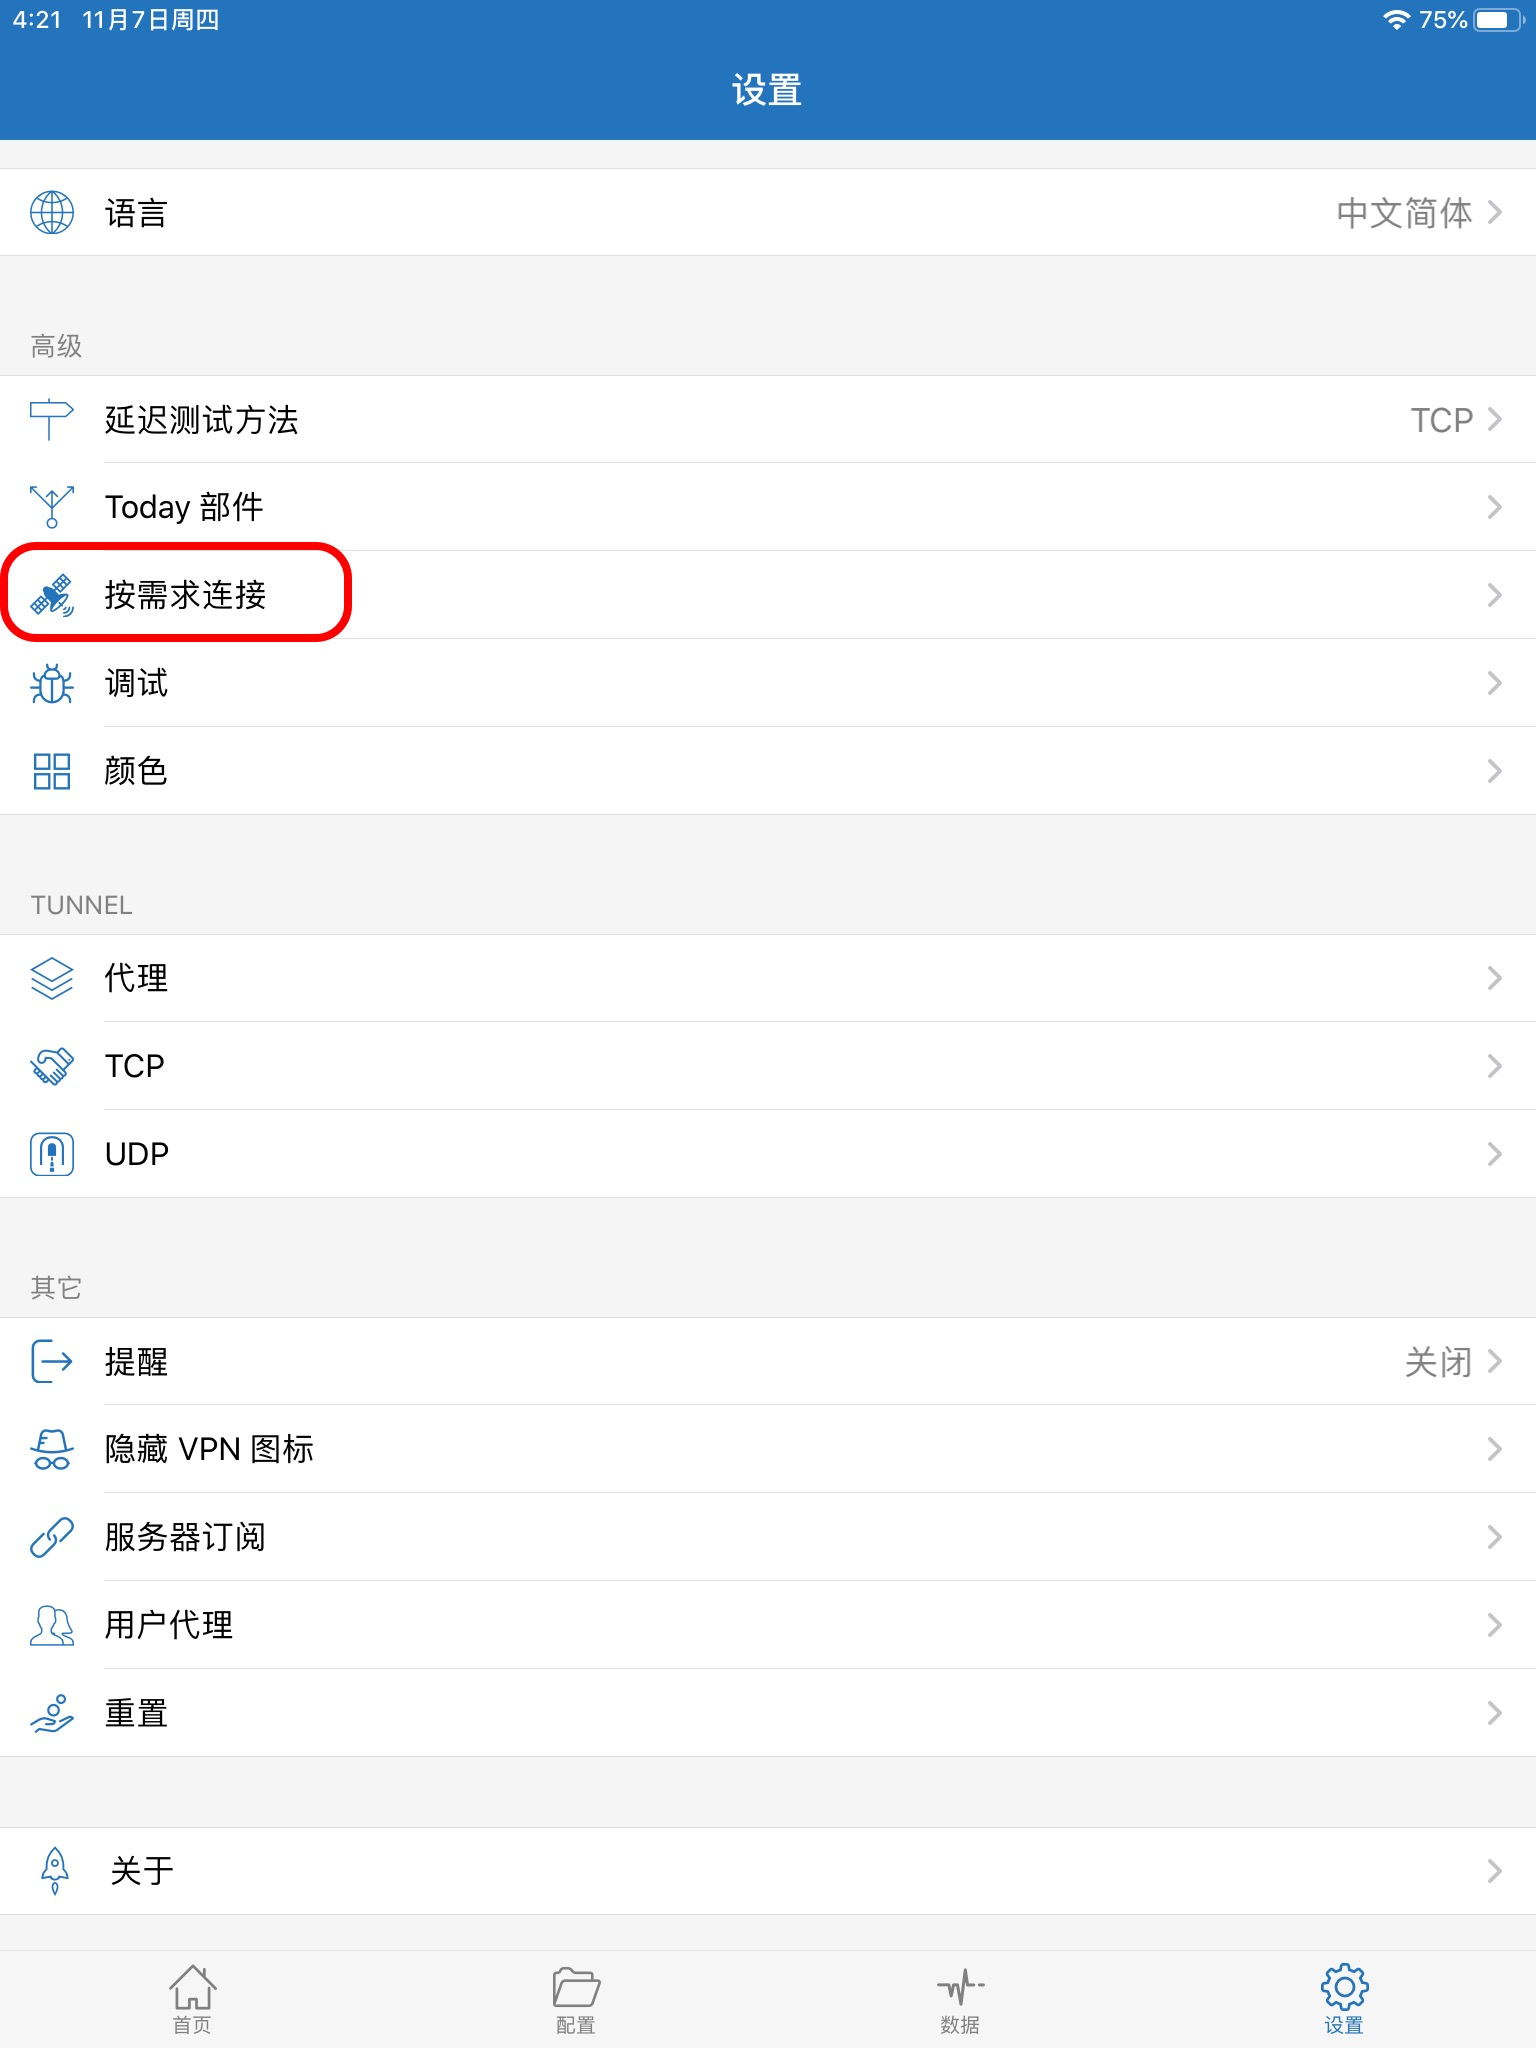 4:21 11月7日周四 75%
设置
语言 中文简体
高级
延迟测试方法 TCP
Today 部件
按需求连接
调试
颜色
TUNNEL
代理
TCP
UDP
其它
提醒 关闭
隐藏 VPN 图标
服务器订阅
用户代理
重置
关于
首页 配置 数据 设置